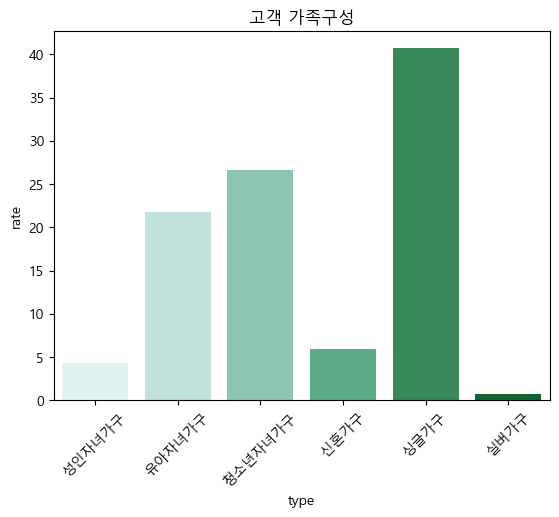 고객 가족구성
rate
40
35
30
25
20
15
10
5
0
성인자녀가구
유아자녀가구
청소년자녀가구
신혼가구
싱글가구
실버가구
type